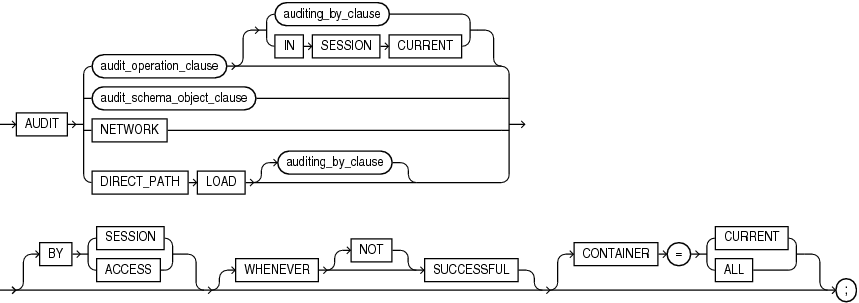 auditing_by_clause
IN SESSION CURRENT
audit_operation_clause
audit_schema_object_clause
AUDIT
NETWORK
auditing_by_clause
DIRECT_PATH LOAD
SESSION
BY
ACCESS
NOT
WHENEVER SUCCESSFUL
CURRENT
CONTAINER =
ALL
;